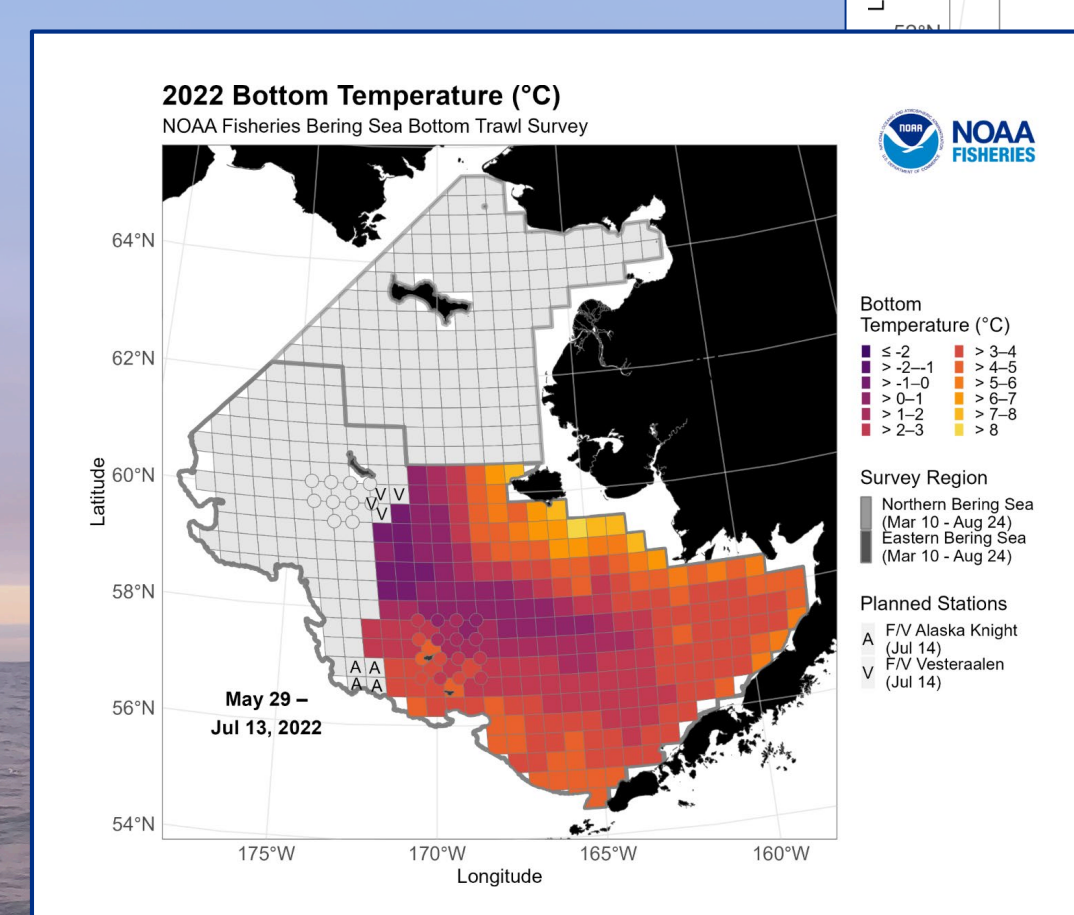 2022 Bottom Temperature (°C)
NOAA Fisheries Bering Sea Bottom Trawl Survey
NOAA
NOAA
FISHERIES
64°N
62°N
60°N
58°N
56°N
54°N
Latitude
175°W
170°W
165°W
160°W
Longitude
V V
V
V
A A
A A
May 29 –
Jul 13, 2022
Bottom
Temperature (°C)
≤ -2
> -2–-1
> -1–0
> 0–1
> 1–2
> 2–3
> 3–4
> 4–5
> 5–6
> 6–7
> 7–8
> 8
Survey Region
Northern Bering Sea
(Mar 10 - Aug 24)
Eastern Bering Sea
(Mar 10 - Aug 24)
Planned Stations
A F/V Alaska Knight
(Jul 14)
V F/V Vesteraalen
(Jul 14)